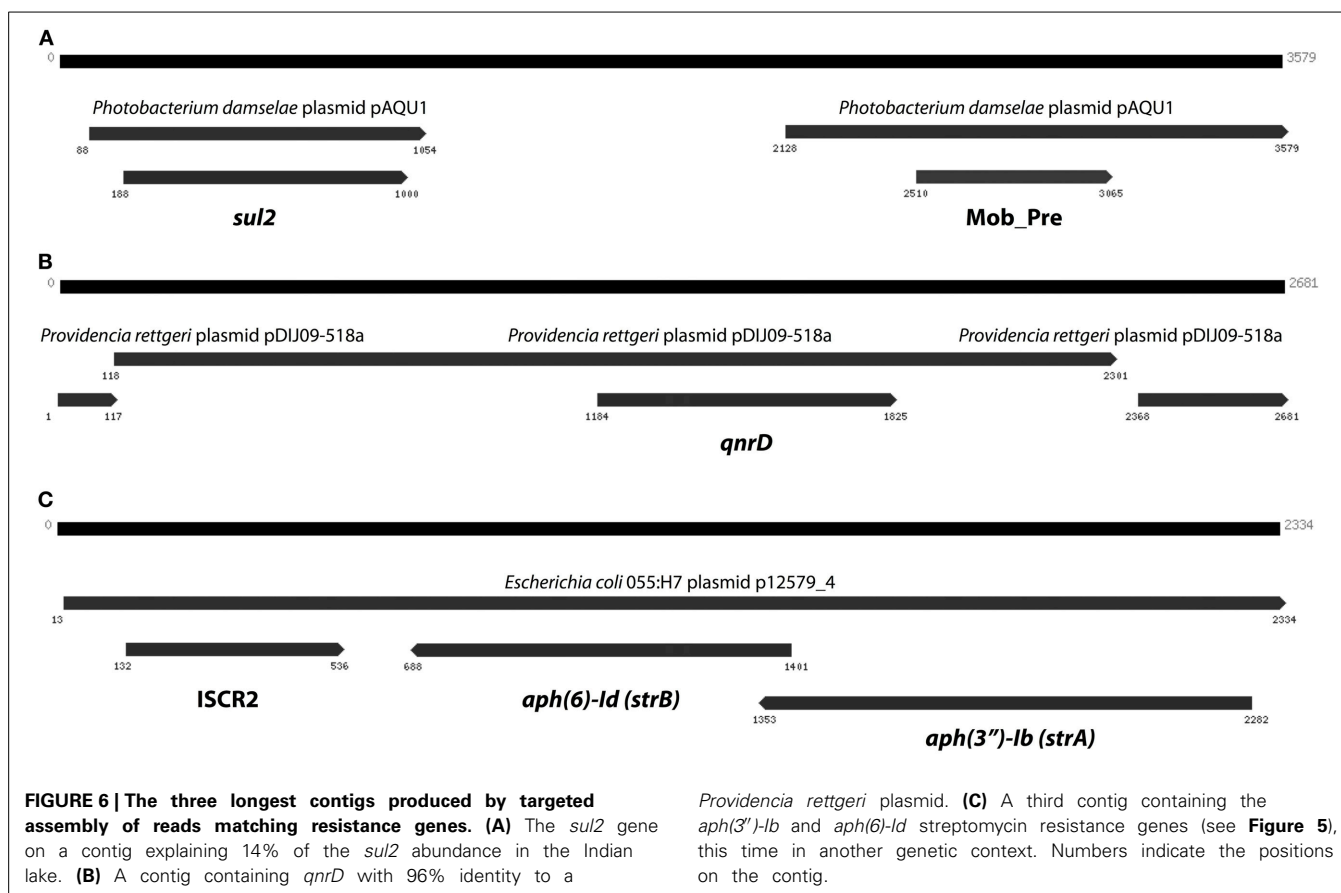 A
0 3579
Photobacterium damselae plasmid pAQU1 Photobacterium damselae plasmid pAQU1
88 1054 2128 3579
188 1000 2510 3065
sul2 Mob_Pre
B
0 2681
Providencia rettgeri plasmid pDIJ09-518a Providencia rettgeri plasmid pDIJ09-518a Providencia rettgeri plasmid pDIJ09-518a
118 2301
1 117 1184 1825 2368 2681
qnrD
C
0 2334
Escherichia coli 055:H7 plasmid p12579_4
13 2334
132 536 688 1401
ISCR2 aph(6)-Id (strB)
1353 2282
aph(3″)-Ib (strA)
FIGURE 6 | The three longest contigs produced by targeted
assembly of reads matching resistance genes. (A) The sul2 gene
on a contig explaining 14% of the sul2 abundance in the Indian
lake. (B) A contig containing qnrD with 96% identity to a
Providencia rettgeri plasmid. (C) A third contig containing the
aph(3″)-Ib and aph(6)-Id streptomycin resistance genes (see Figure 5),
this time in another genetic context. Numbers indicate the positions
on the contig.